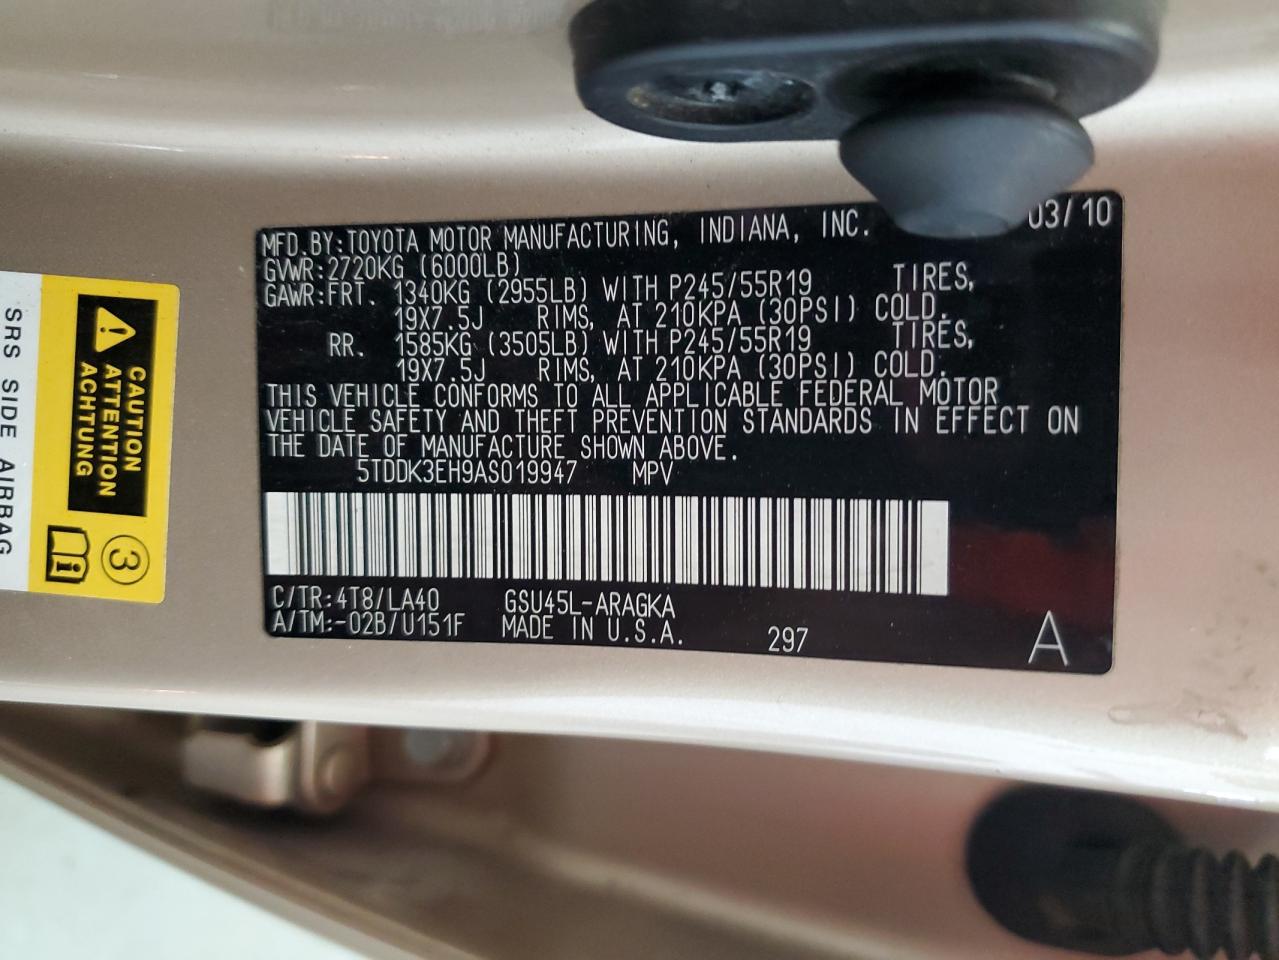 MFD.BY:TOYOTA MOTOR MANUFACTURING, INDIANA, INC. 03/10
GVWR:2720KG (6000LB)
GAWR:FRT. 1340KG (2955LB) WITH P245/55R19 TIRES,
19X7.5J RIMS, AT 210KPA (30PSI) COLD.
RR. 1585KG (3505LB) WITH P245/55R19 TIRES,
19X7.5J RIMS, AT 210KPA (30PSI) COLD.
THIS VEHICLE CONFORMS TO ALL APPLICABLE FEDERAL MOTOR
VEHICLE SAFETY AND THEFT PREVENTION STANDARDS IN EFFECT ON
THE DATE OF MANUFACTURE SHOWN ABOVE.
5TDDK3EH9AS019947 MPV
C/TR:4T8/LA40 GSU45L-ARAGKA
A/TM:-02B/U151F MADE IN U.S.A. 297 A
CAUTION
ATTENTION
ACHTUNG
3
SRS SIDE AIRBAG